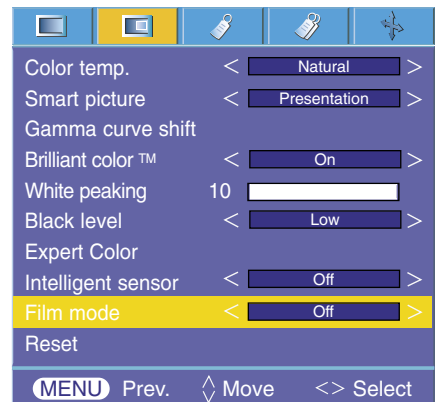 Color temp. < Natural >
Smart picture < Presentation >
Gamma curve shift
Brilliant color ™ < On >
White peaking 10
Black level < Low >
Expert Color
Intelligent sensor < Off >
Film mode < Off >
Reset
MENU Prev. Move <> Select